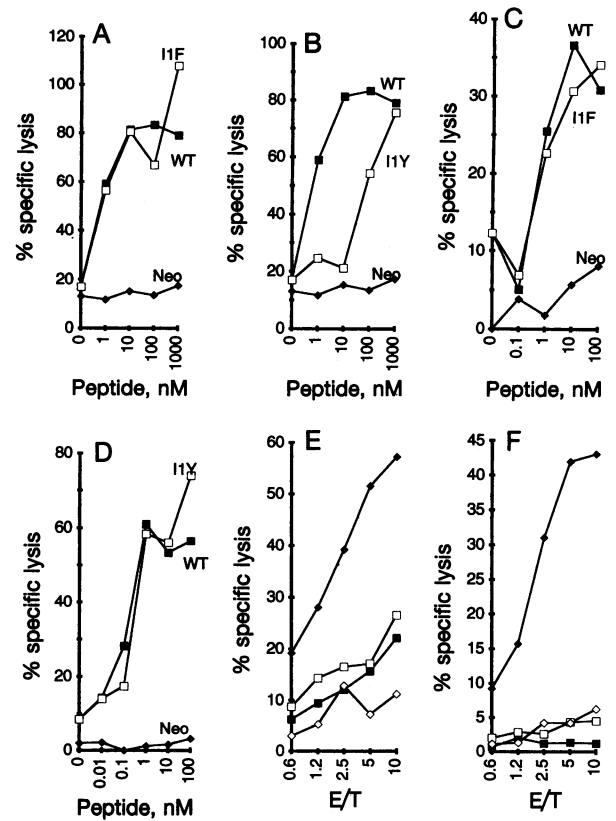 A
120
100
80
60
40
20
0
% specific lysis
I1F
WT
Neo
0 1 10 100 1000
Peptide, nM
B
100
80
60
40
20
0
% specific lysis
WT
I1Y
Neo
0 1 10 100 1000
Peptide, nM
C
40
30
20
10
0
% specific lysis
WT
I1F
Neo
0 0.1 1 10 100
Peptide, nM
D
80
60
40
20
0
% specific lysis
I1Y
WT
Neo
0 0.01 0.1 1 10 100
Peptide, nM
E
60
50
40
30
20
10
0
% specific lysis
0.6 1.2 2.5 5 10
E/T
F
45
40
35
30
25
20
15
10
5
0
% specific lysis
0.6 1.2 2.5 5 10
E/T